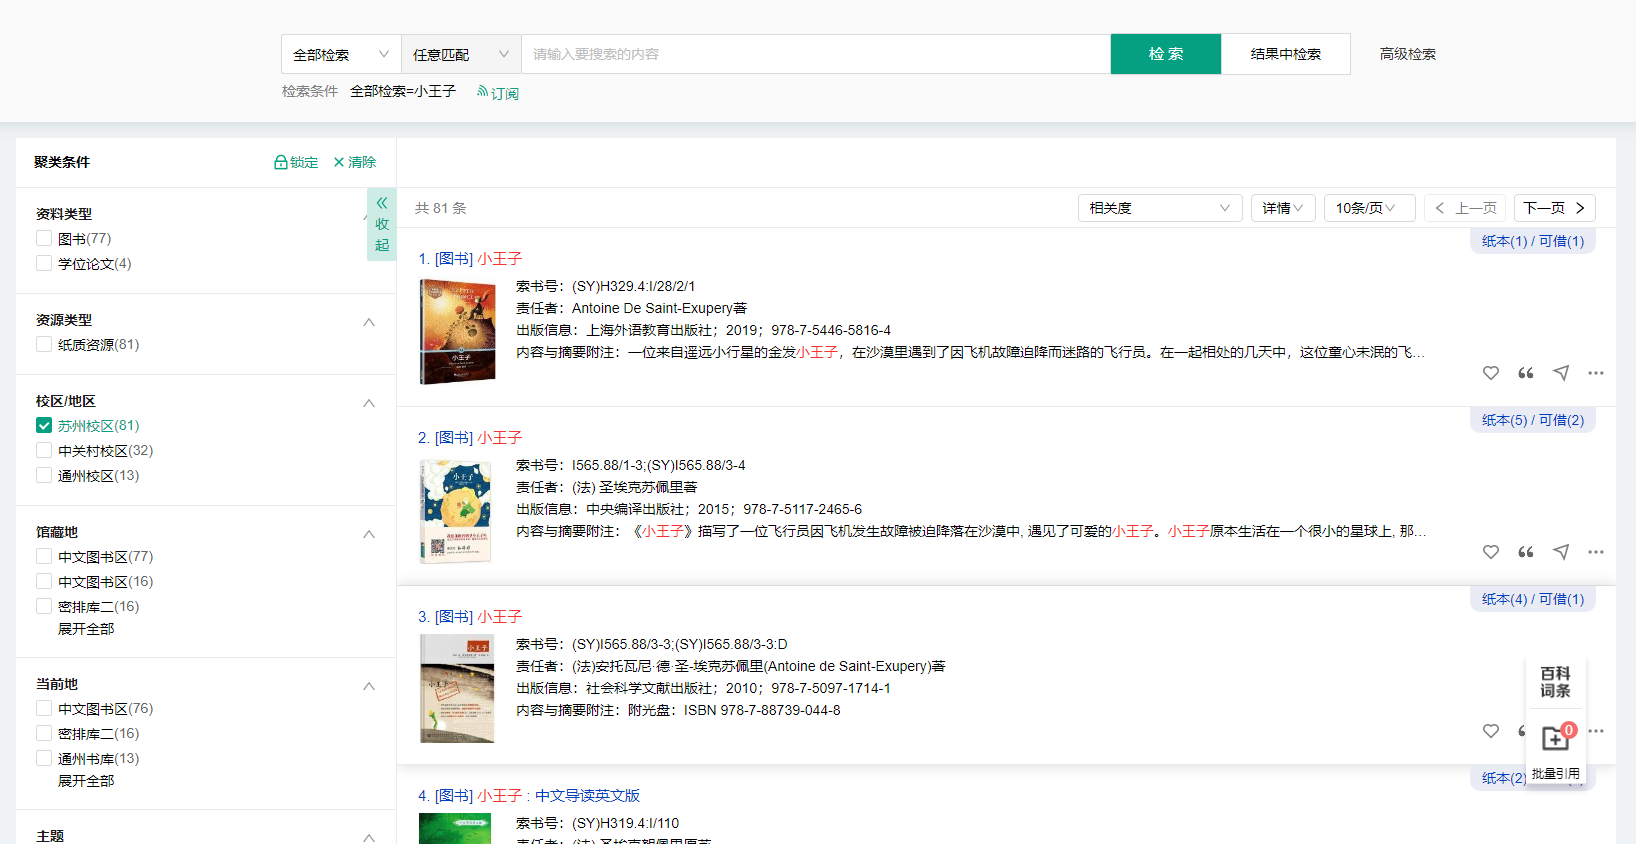 全部检索 任意匹配 请输入要搜索的内容 检 索 结果中检索 高级检索
检索条件 全部检索=小王子 订阅
聚类条件 锁定 清除
收起
资料类型
图书(77)
学位论文(4)
资源类型
纸质资源(81)
校区/地区
苏州校区(81)
中关村校区(32)
通州校区(13)
馆藏地
中文图书区(77)
中文图书区(16)
密排库二(16)
展开全部
当前地
中文图书区(76)
密排库二(16)
通州书库(13)
展开全部
主题
共 81 条 相关度 详情 10条/页 上一页 下一页
纸本(1) / 可借(1)
1. [图书] 小王子
索书号：(SY)H329.4:I/28/2/1
责任者：Antoine De Saint-Exupery著
出版信息：上海外语教育出版社；2019；978-7-5446-5816-4
内容与摘要附注：一位来自遥远小行星的金发小王子，在沙漠里遇到了因飞机故障迫降而迷路的飞行员。在一起相处的几天中，这位童心未泯的飞…
小王子
纸本(5) / 可借(2)
2. [图书] 小王子
索书号：I565.88/1-3;(SY)I565.88/3-4
责任者：(法) 圣埃克苏佩里著
出版信息：中央编译出版社；2015；978-7-5117-2465-6
内容与摘要附注：《小王子》描写了一位飞行员因飞机发生故障被迫降落在沙漠中, 遇见了可爱的小王子。小王子原本生活在一个很小的星球上, 那…
小王子
纸本(4) / 可借(1)
3. [图书] 小王子
索书号：(SY)I565.88/3-3;(SY)I565.88/3-3:D
责任者：(法)安托瓦尼·德·圣-埃克苏佩里(Antoine de Saint-Exupery)著
出版信息：社会科学文献出版社；2010；978-7-5097-1714-1
内容与摘要附注：附光盘：ISBN 978-7-88739-044-8
小王子
小王子
百科
词条
0
批量引用
纸本(2)
4. [图书] 小王子 : 中文导读英文版
索书号：(SY)H319.4:I/110